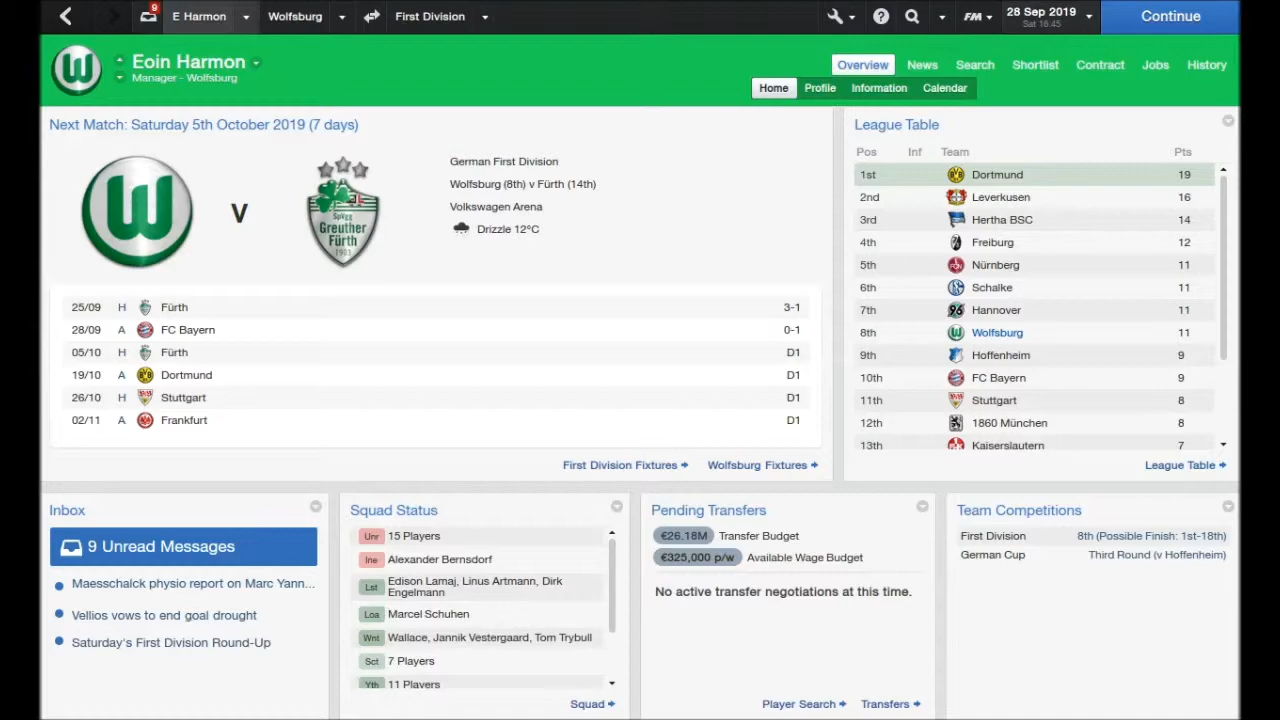 9
E Harmon
Wolfsburg
First Division
FM
28 Sep 2019
Sat 16:45
Continue
Eoin Harmon
Manager - Wolfsburg
Overview News Search Shortlist Contract Jobs History
Home Profile Information Calendar
Next Match: Saturday 5th October 2019 (7 days)
W
V
SpVgg
Greuther
Fürth
1903
German First Division
Wolfsburg (8th) v Fürth (14th)
Volkswagen Arena
Drizzle 12°C
25/09 H Fürth 3-1
28/09 A FC Bayern 0-1
05/10 H Fürth D1
19/10 A Dortmund D1
26/10 H Stuttgart D1
02/11 A Frankfurt D1
First Division Fixtures
Wolfsburg Fixtures
League Table
Pos Inf Team Pts
1st Dortmund 19
2nd Leverkusen 16
3rd Hertha BSC 14
4th Freiburg 12
5th Nürnberg 11
6th Schalke 11
7th Hannover 11
8th Wolfsburg 11
9th Hoffenheim 9
10th FC Bayern 9
11th Stuttgart 8
12th 1860 München 8
13th Kaiserslautern 7
League Table
Inbox
9 Unread Messages
Maesschalck physio report on Marc Yann...
Vellios vows to end goal drought
Saturday's First Division Round-Up
Squad Status
Unr 15 Players
Ine Alexander Bernsdorf
Lst Edison Lamaj, Linus Artmann, Dirk
Engelmann
Loa Marcel Schuhen
Wnt Wallace, Jannik Vestergaard, Tom Trybull
Sct 7 Players
Yth 11 Players
Squad
Pending Transfers
€26.18M Transfer Budget
€325,000 p/w Available Wage Budget
No active transfer negotiations at this time.
Player Search
Transfers
Team Competitions
First Division 8th (Possible Finish: 1st-18th)
German Cup Third Round (v Hoffenheim)